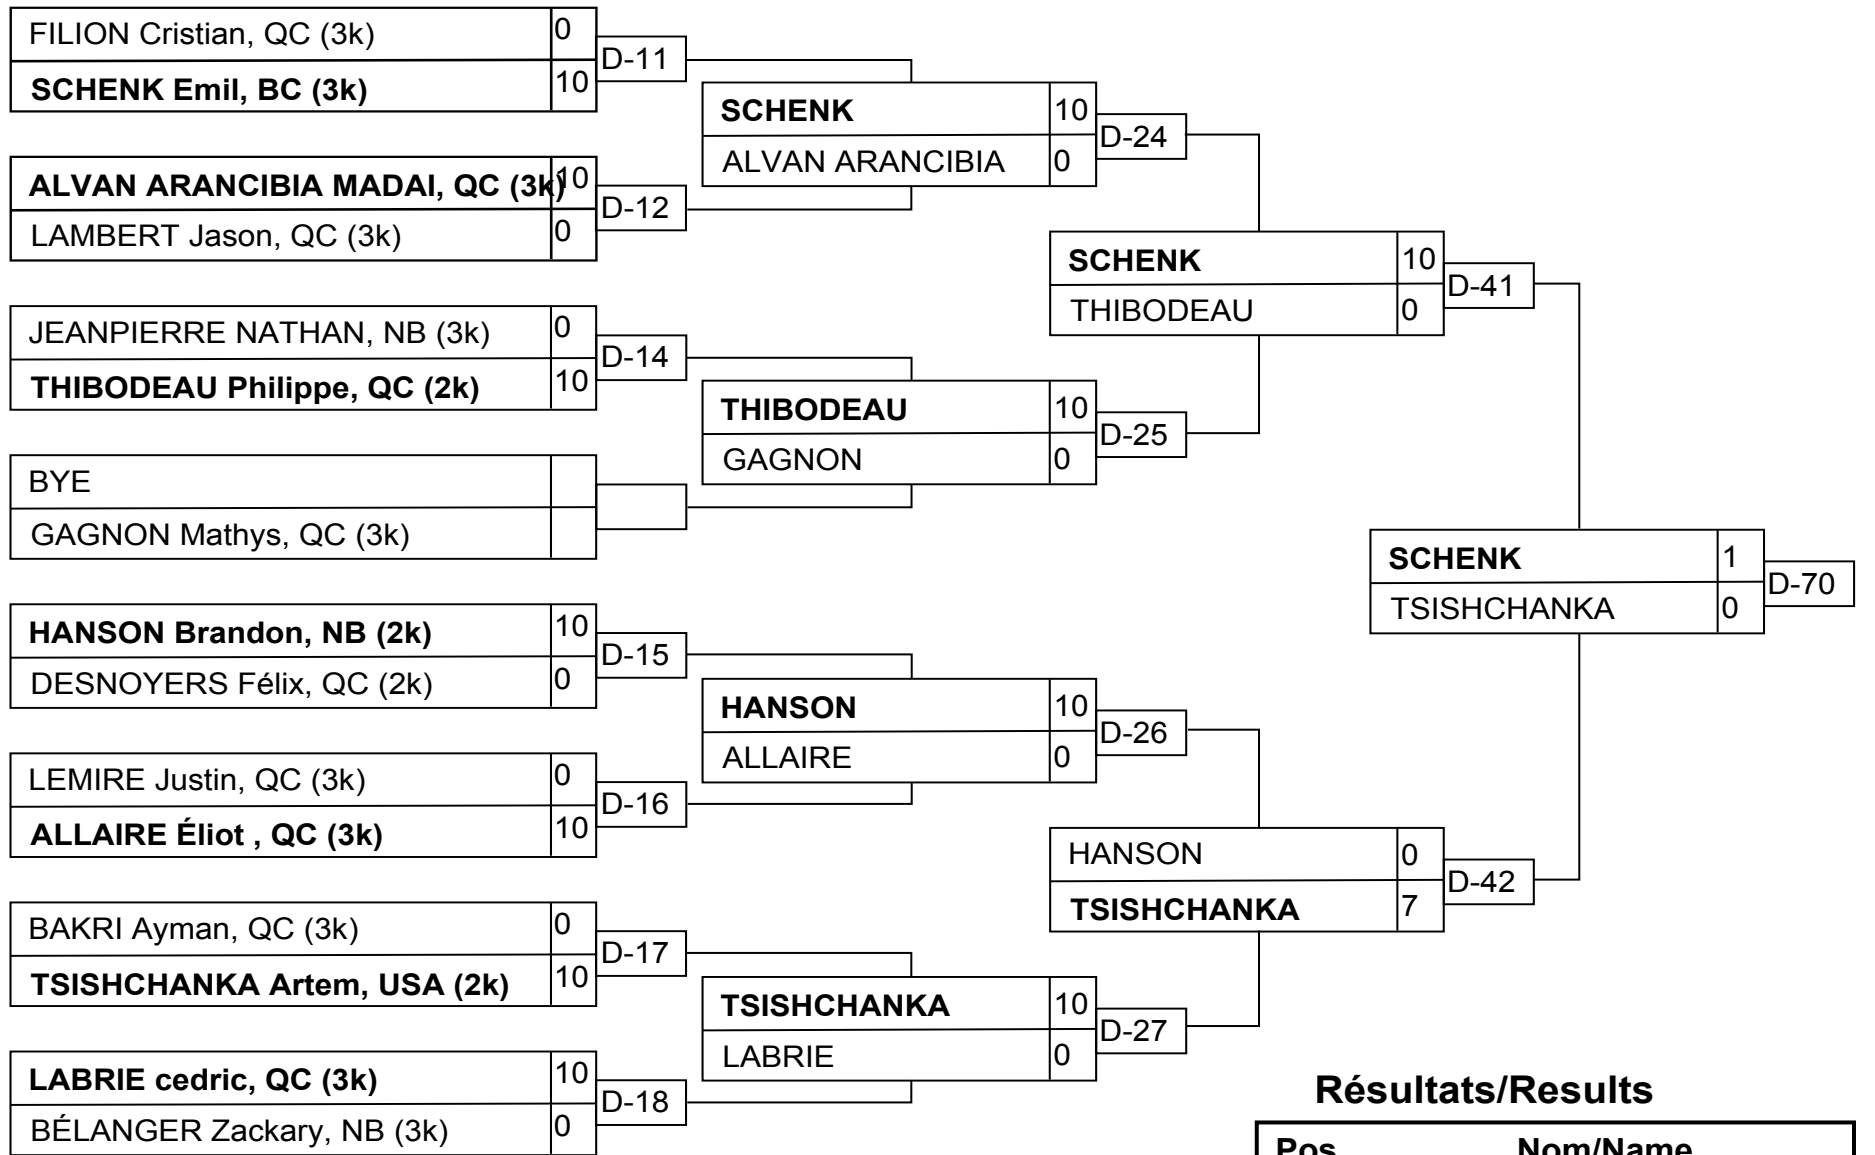 FILION Cristian, QC (3k) 0
D-11
SCHENK Emil, BC (3k) 10
ALVAN ARANCIBIA MADAI, QC (3k) 10
D-12
LAMBERT Jason, QC (3k) 0
JEANPIERRE NATHAN, NB (3k) 0
D-14
THIBODEAU Philippe, QC (2k) 10
BYE
GAGNON Mathys, QC (3k)
HANSON Brandon, NB (2k) 10
D-15
DESNOYERS Félix, QC (2k) 0
LEMIRE Justin, QC (3k) 0
D-16
ALLAIRE Éliot , QC (3k) 10
BAKRI Ayman, QC (3k) 0
D-17
TSISHCHANKA Artem, USA (2k) 10
LABRIE cedric, QC (3k) 10
D-18
BÉLANGER Zackary, NB (3k) 0
SCHENK 10
D-24
ALVAN ARANCIBIA 0
THIBODEAU 10
D-25
GAGNON 0
HANSON 10
D-26
ALLAIRE 0
TSISHCHANKA 10
D-27
LABRIE 0
SCHENK 10
D-41
THIBODEAU 0
HANSON 0
D-42
TSISHCHANKA 7
SCHENK 1
D-70
TSISHCHANKA 0
Résultats/Results
Pos Nom/Name